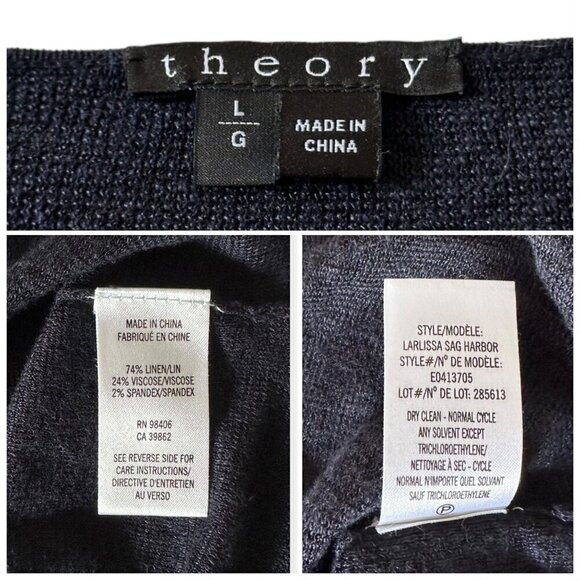 theory
L
G
MADE IN
CHINA
MADE IN CHINA
FABRIQUÉ EN CHINE
74% LINEN/LIN
24% VISCOSE/VISCOSE
2% SPANDEX/SPANDEX
RN 98406
CA 39862
SEE REVERSE SIDE FOR
CARE INSTRUCTIONS/
DIRECTIVE D'ENTRETIEN
AU VERSO
STYLE/MODÈLE:
LARLISSA SAG HARBOR
STYLE#/N° DE MODÈLE:
E0413705
LOT#/N° DE LOT: 285613
DRY CLEAN - NORMAL CYCLE
ANY SOLVENT EXCEPT
TRICHLOROETHYLENE/
NETTOYAGE À SEC - CYCLE
NORMAL N'IMPORTE QUEL SOLVANT
SAUF TRICHLOROETHYLENE
P